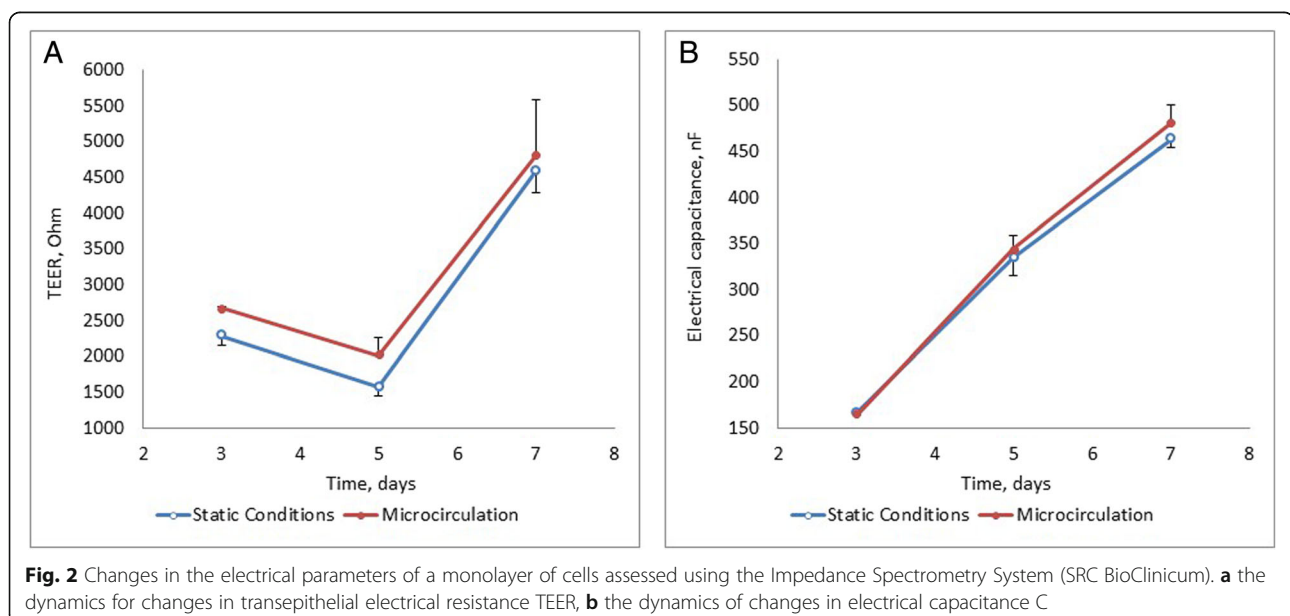 A
6000
5500
5000
4500
4000
3500
3000
2500
2000
1500
1000
TEER, Ohm
2 3 4 5 6 7 8
Time, days
Static Conditions Microcirculation
B
550
500
450
400
350
300
250
200
150
Electrical capacitance, nF
2 3 4 5 6 7 8
Time, days
Static Conditions Microcirculation
Fig. 2 Changes in the electrical parameters of a monolayer of cells assessed using the Impedance Spectrometry System (SRC BioClinicum). a the
dynamics for changes in transepithelial electrical resistance TEER, b the dynamics of changes in electrical capacitance C